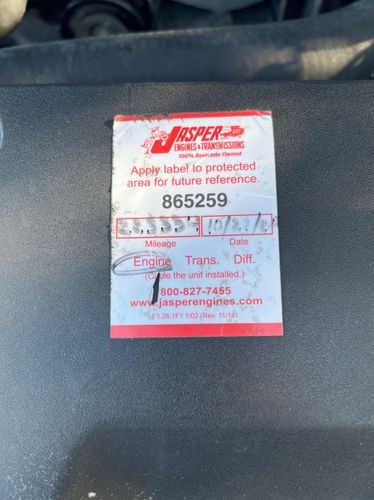 JASPER
ENGINES & TRANSMISSIONS
100% Associate Owned
Apply label to protected
area for future reference.
865259
Mileage Date
Engine Trans. Diff.
(Circle the unit installed.)
800-827-7455
www.jasperengines.com
F1.26.1F1 1/02 (Rev. 11/14)